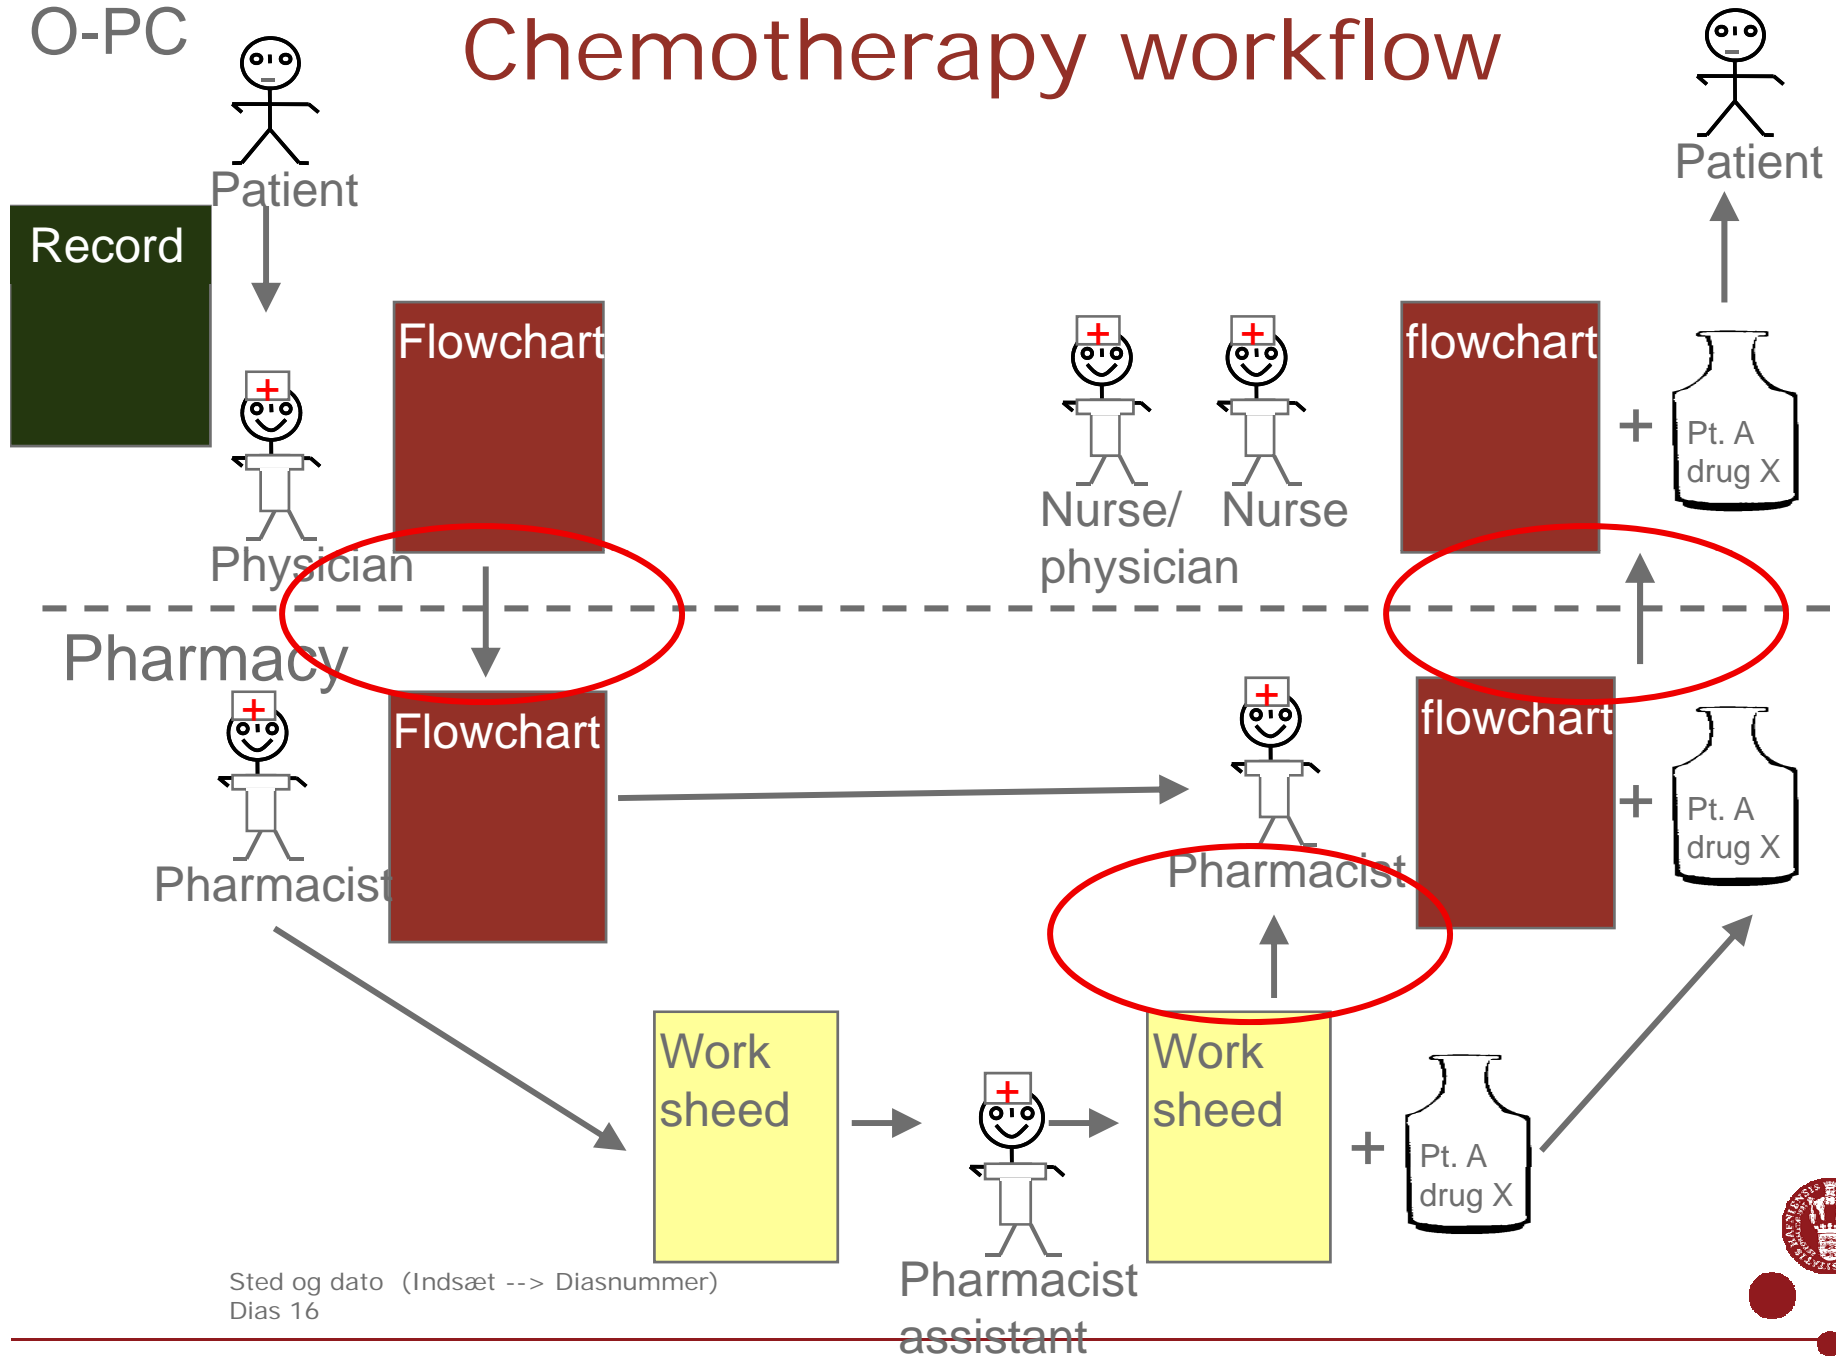 O-PC
Chemotherapy workflow
Patient
Patient
Record
Flowchart
flowchart
+
Pt. A
drug X
Nurse/
physician
Nurse
Physician
Pharmacy
Flowchart
flowchart
+
Pt. A
drug X
Pharmacist
Pharmacist
Work
sheed
Work
sheed
+
Pt. A
drug X
Pharmacist
assistant
Sted og dato (Indsæt --> Diasnummer)
Dias 16